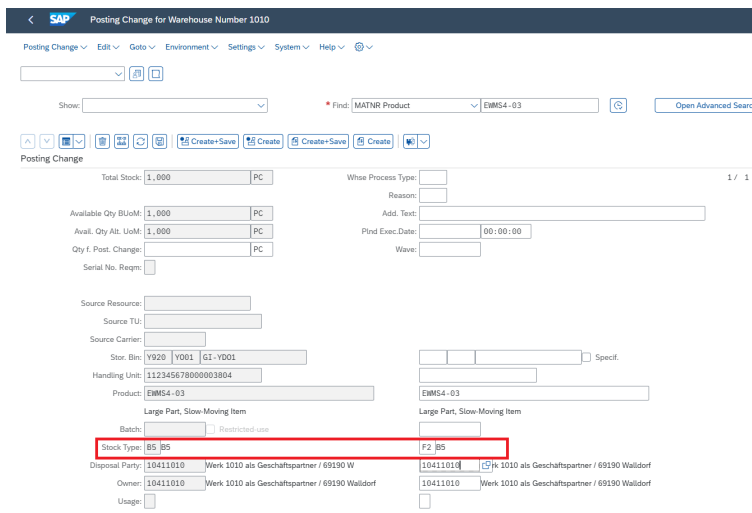 SAP Posting Change for Warehouse Number 1010
Posting Change Edit Goto Environment Settings System Help
Show: * Find: MATNR Product EWMS4-03 Open Advanced Searc
Create+Save Create Create+Save Create
Posting Change
Total Stock: 1,000 PC Whse Process Type: 1 / 1
Reason:
Available Qty BUoM: 1,000 PC Add. Text:
Avail. Qty Alt. UoM: 1,000 PC Plnd Exec.Date: 00:00:00
Qty f. Post. Change: PC Wave:
Serial No. Reqm:
Source Resource:
Source TU:
Source Carrier:
Stor. Bin: Y920 YO01 GI-YDO1 Specif.
Handling Unit: 112345678000003804
Product: EWMS4-03 EWMS4-03
Large Part, Slow-Moving Item Large Part, Slow-Moving Item
Batch: Restricted-use
Stock Type: B5 B5 F2 B5
Disposal Party: 10411010 Werk 1010 als Geschäftspartner / 69190 W 10411010 rk 1010 als Geschäftspartner / 69190 Walldorf
Owner: 10411010 Werk 1010 als Geschäftspartner / 69190 Walldorf 10411010 Werk 1010 als Geschäftspartner / 69190 Walldorf
Usage: